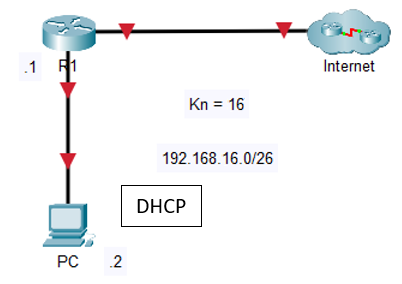 Internet
.1 R1
Kn = 16
192.168.16.0/26
DHCP
PC .2